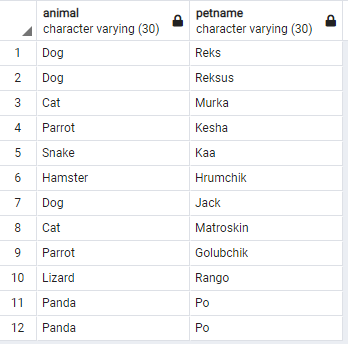 animal petname
character varying (30) character varying (30)
1 Dog Reks
2 Dog Reksus
3 Cat Murka
4 Parrot Kesha
5 Snake Kaa
6 Hamster Hrumchik
7 Dog Jack
8 Cat Matroskin
9 Parrot Golubchik
10 Lizard Rango
11 Panda Po
12 Panda Po